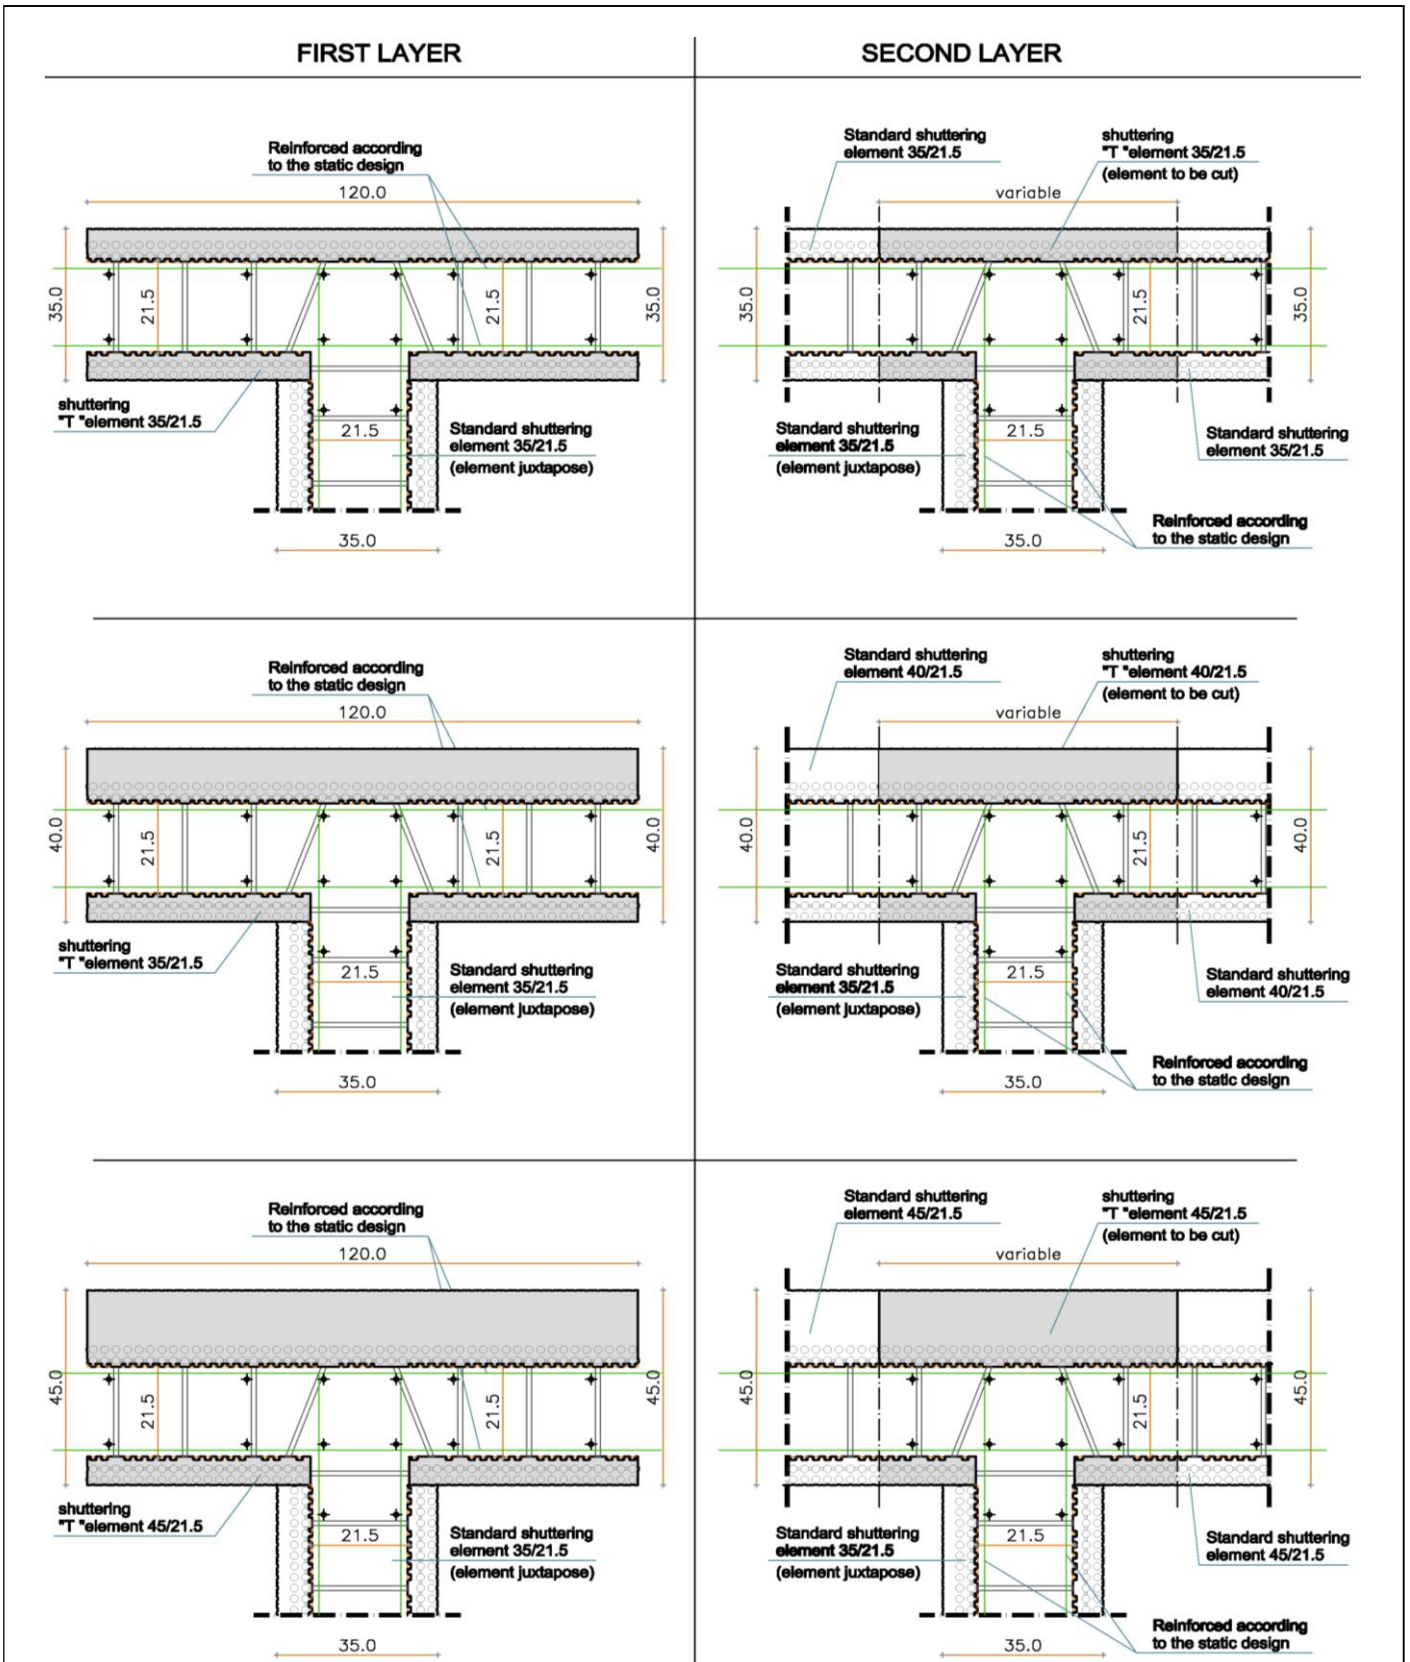 FIRST LAYER
SECOND LAYER
Reinforced according
to the static design
120.0
35.0
21.5
21.5
35.0
shuttering
"T "element 35/21.5
21.5
Standard shuttering
element 35/21.5
(element juxtapose)
35.0
Standard shuttering
element 35/21.5
shuttering
"T "element 35/21.5
(element to be cut)
variable
35.0
21.5
35.0
Standard shuttering
element 35/21.5
(element juxtapose)
21.5
Standard shuttering
element 35/21.5
Reinforced according
to the static design
35.0
Reinforced according
to the static design
120.0
40.0
21.5
21.5
40.0
shuttering
"T "element 35/21.5
21.5
Standard shuttering
element 35/21.5
(element juxtapose)
35.0
Standard shuttering
element 40/21.5
shuttering
"T "element 40/21.5
(element to be cut)
variable
40.0
21.5
40.0
Standard shuttering
element 35/21.5
(element juxtapose)
21.5
Standard shuttering
element 40/21.5
Reinforced according
to the static design
35.0
Reinforced according
to the static design
120.0
45.0
21.5
21.5
45.0
shuttering
"T "element 45/21.5
21.5
Standard shuttering
element 35/21.5
(element juxtapose)
35.0
Standard shuttering
element 45/21.5
shuttering
"T "element 45/21.5
(element to be cut)
variable
45.0
21.5
45.0
Standard shuttering
element 35/21.5
(element juxtapose)
21.5
Standard shuttering
element 45/21.5
Reinforced according
to the static design
35.0